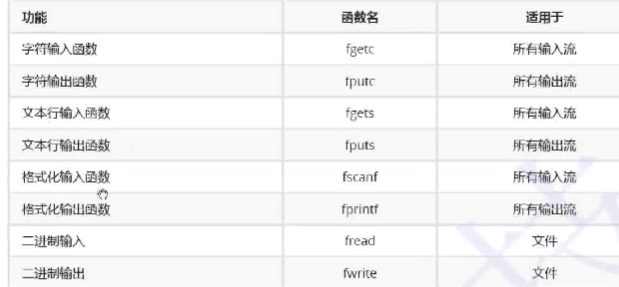 功能 函数名 适用于
字符输入函数 fgetc 所有输入流
字符输出函数 fputc 所有输出流
文本行输入函数 fgets 所有输入流
文本行输出函数 fputs 所有输出流
格式化输入函数 fscanf 所有输入流
格式化输出函数 fprintf 所有输出流
二进制输入 fread 文件
二进制输出 fwrite 文件